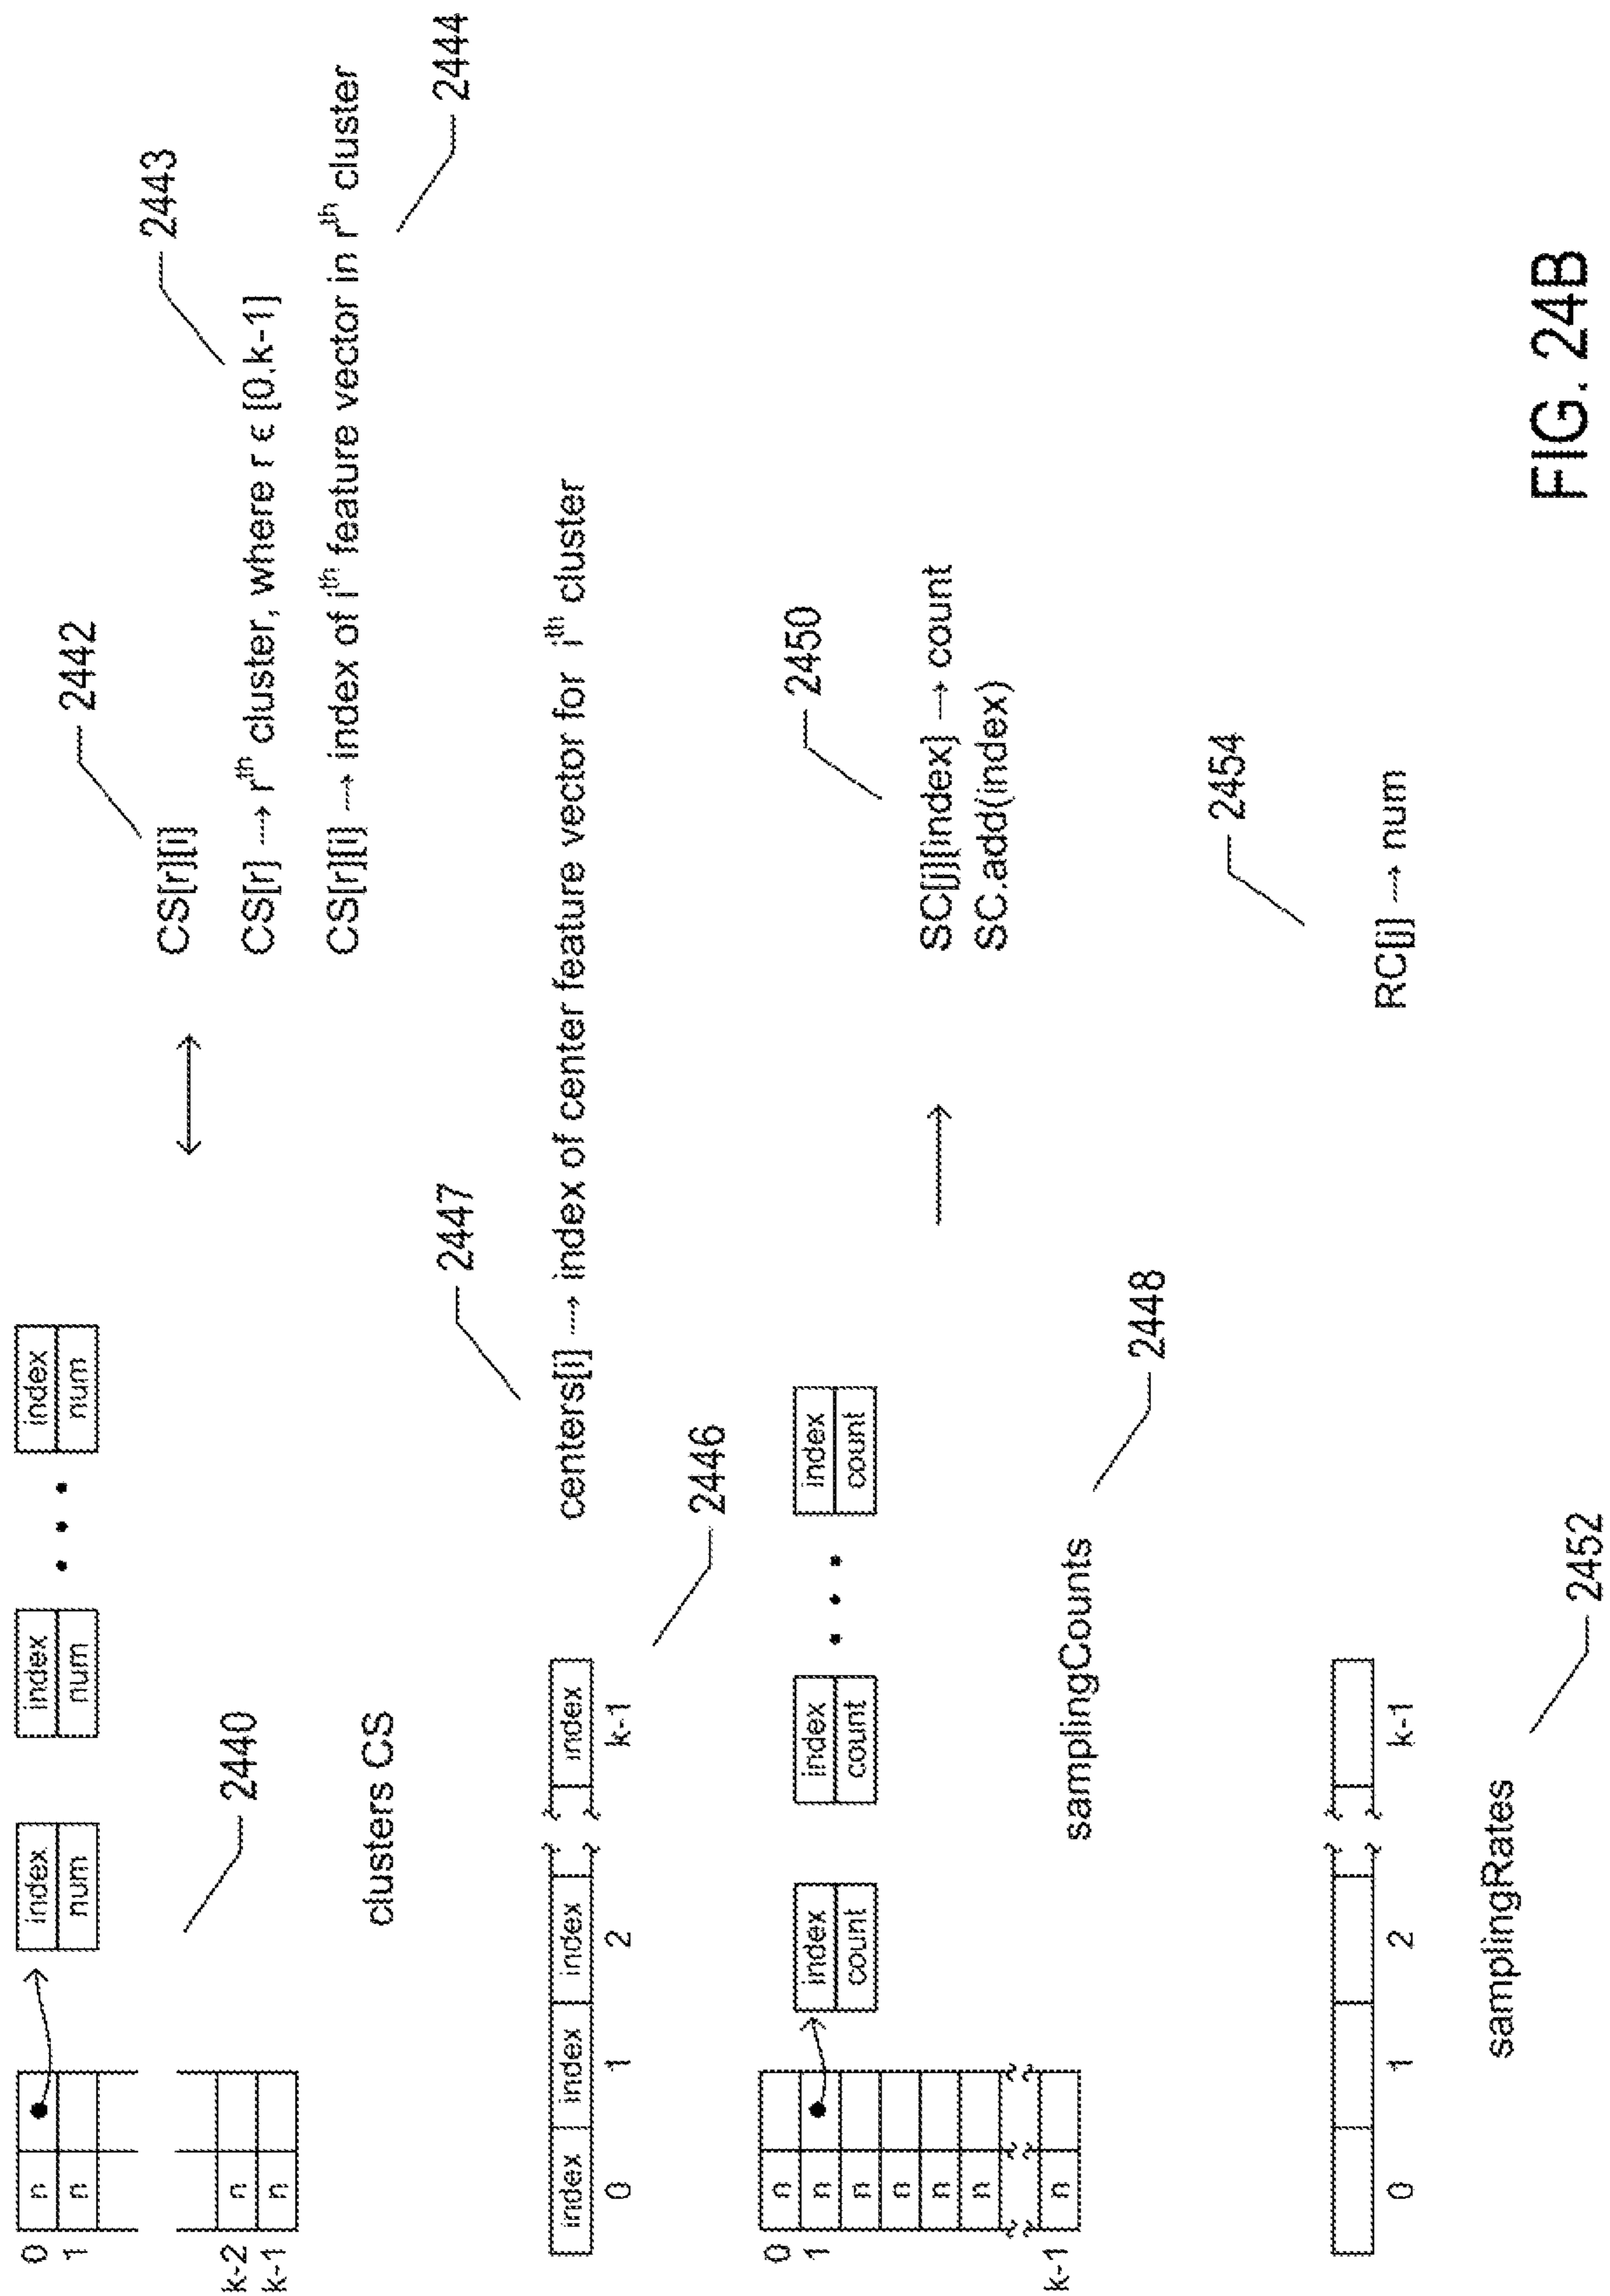 0 n index index index
1 n num num num
k-2 n
k-1 n
2440
clusters CS
2442
CS[r][i]
2443
CS[r] → rth cluster, where r ϵ [0,k-1]
CS[r][i] → index of ith feature vector in rth cluster
2444
2447
centers[i] → index of center feature vector for ith cluster
index index index index
0 1 2 k-1
2446
0 n
1 n index index index
n count count count
n
n
n
k-1 n
samplingCounts
2448
2450
SC[j][index] → count
SC.add(index)
2454
RC[j] → num
0 1 2 k-1
samplingRates
2452
FIG. 24B